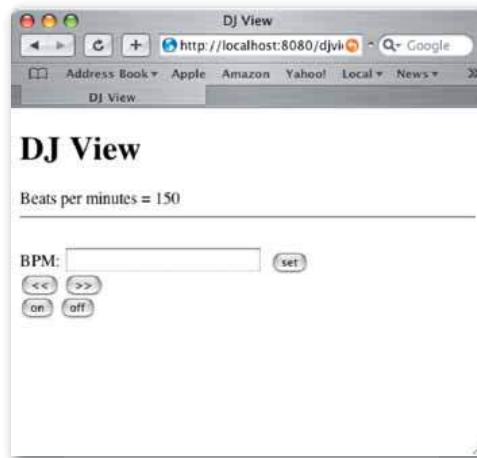 DJ View
http://localhost:8080/djvi
Google
Address Book Apple Amazon Yahoo! Local News
DJ View
DJ View
Beats per minutes = 150
BPM: set
<< >>
on off